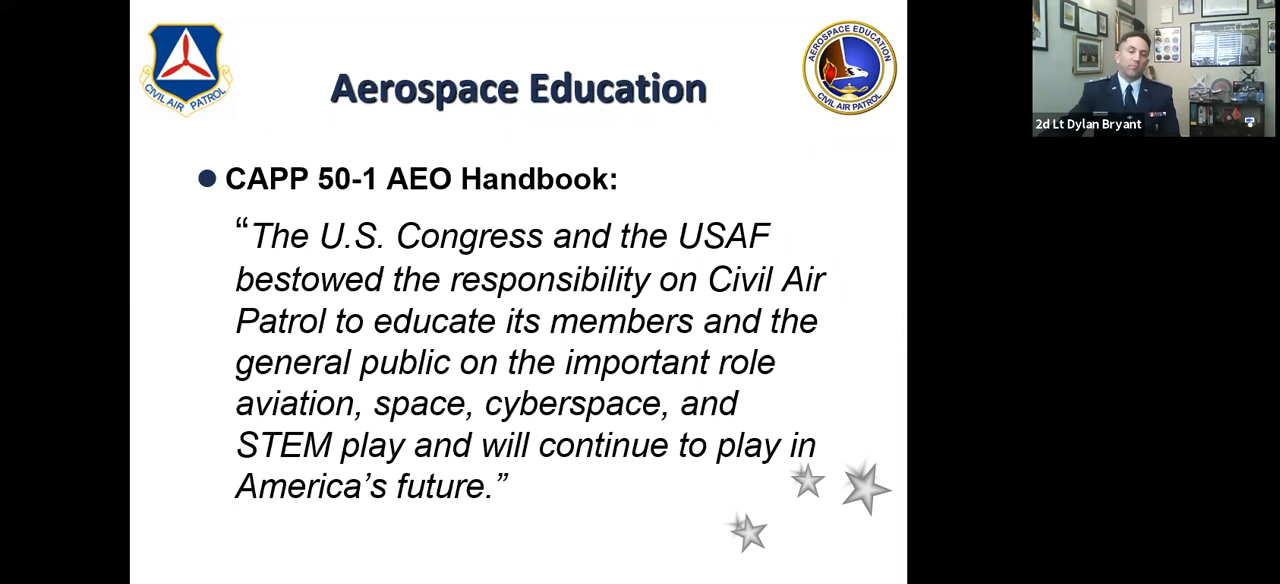 CIVIL AIR PATROL
Aerospace Education
AEROSPACE EDUCATION
CIVIL AIR PATROL
2d Lt Dylan Bryant
CAPP 50-1 AEO Handbook:
“The U.S. Congress and the USAF
bestowed the responsibility on Civil Air
Patrol to educate its members and the
general public on the important role
aviation, space, cyberspace, and
STEM play and will continue to play in
America’s future.”